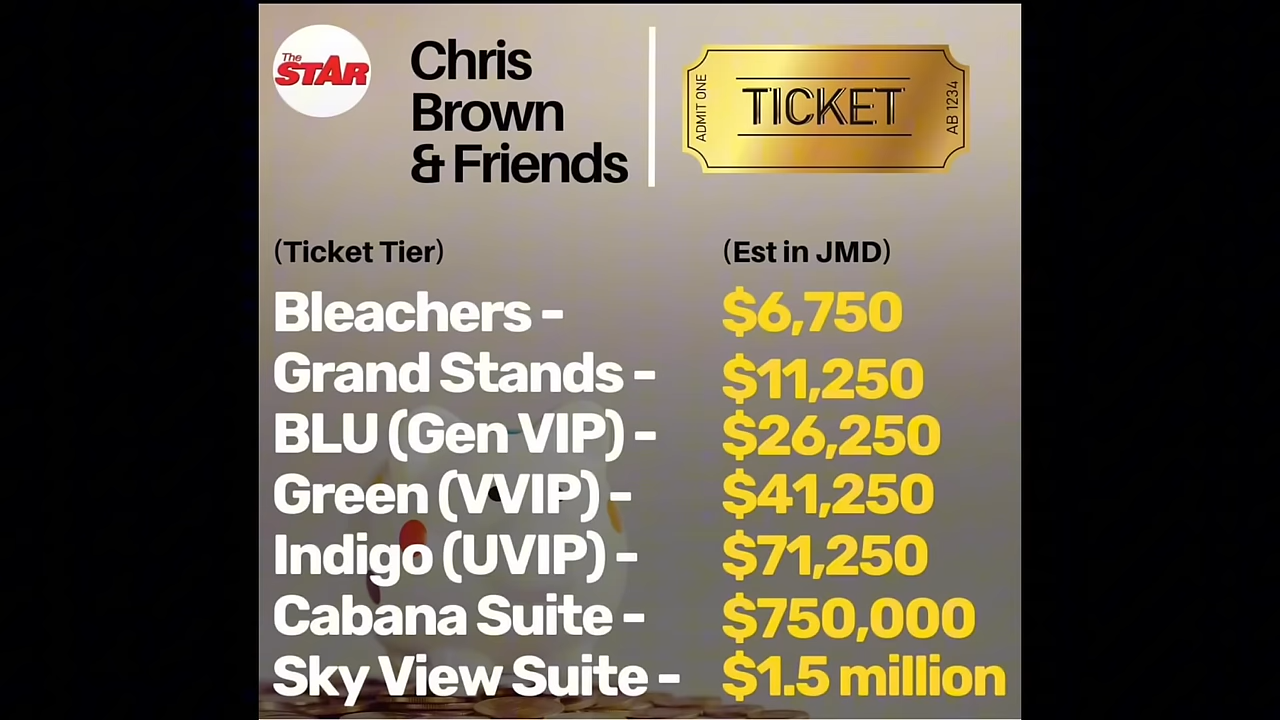 The
STAR
Chris
Brown
& Friends
ADMIT ONE
TICKET
AB 1234
(Ticket Tier)
(Est in JMD)
Bleachers - $6,750
Grand Stands - $11,250
BLU (Gen VIP) - $26,250
Green (VVIP) - $41,250
Indigo (UVIP) - $71,250
Cabana Suite - $750,000
Sky View Suite - $1.5 million